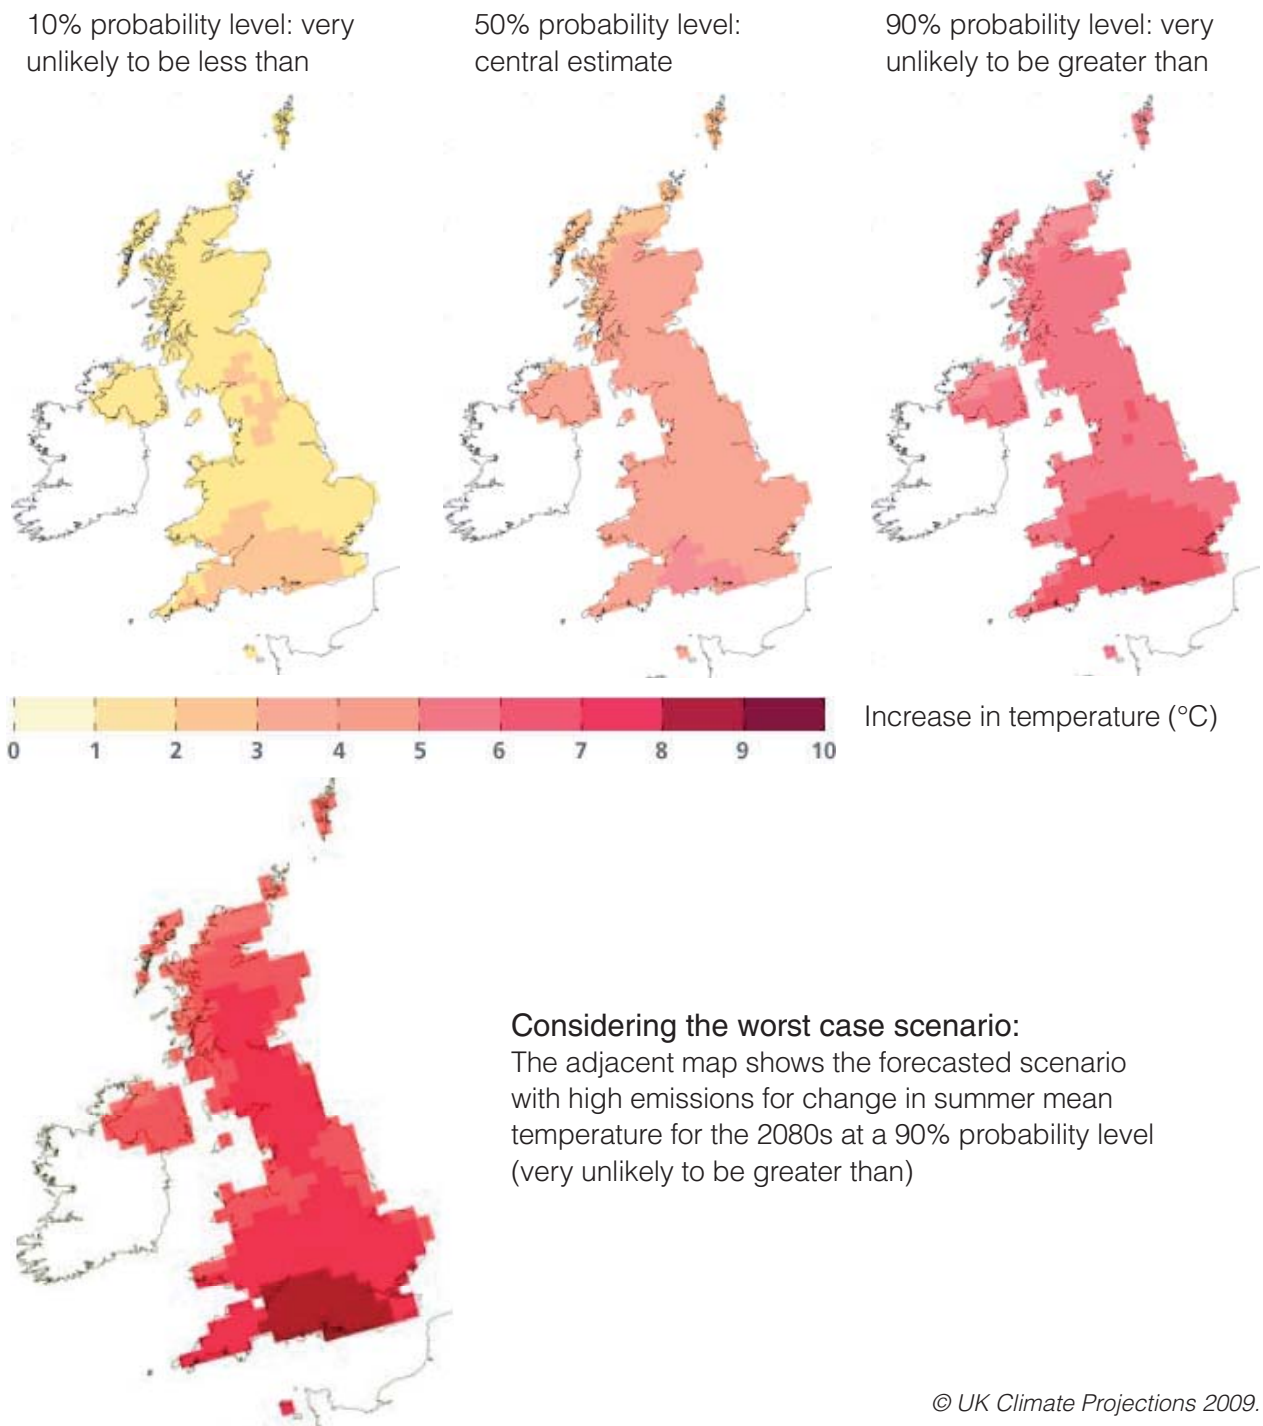 10% probability level: very
unlikely to be less than
50% probability level:
central estimate
90% probability level: very
unlikely to be greater than
0 1 2 3 4 5 6 7 8 9 10
Increase in temperature (°C)
Considering the worst case scenario:
The adjacent map shows the forecasted scenario
with high emissions for change in summer mean
temperature for the 2080s at a 90% probability level
(very unlikely to be greater than)
© UK Climate Projections 2009.